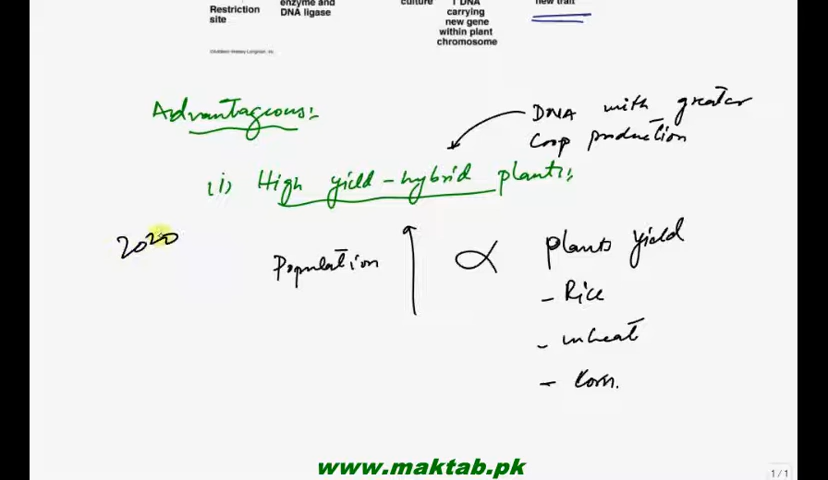 Restriction site
enzyme and DNA ligase
culture
T DNA carrying new gene within plant chromosome
new trait
Advantageous:
DNA with greater
Crop production
(i) High yield-hybrid plants:
2020
Population ↑ ∝ plants yield
- Rice
- wheat
- Corn.
www.maktab.pk
1/1